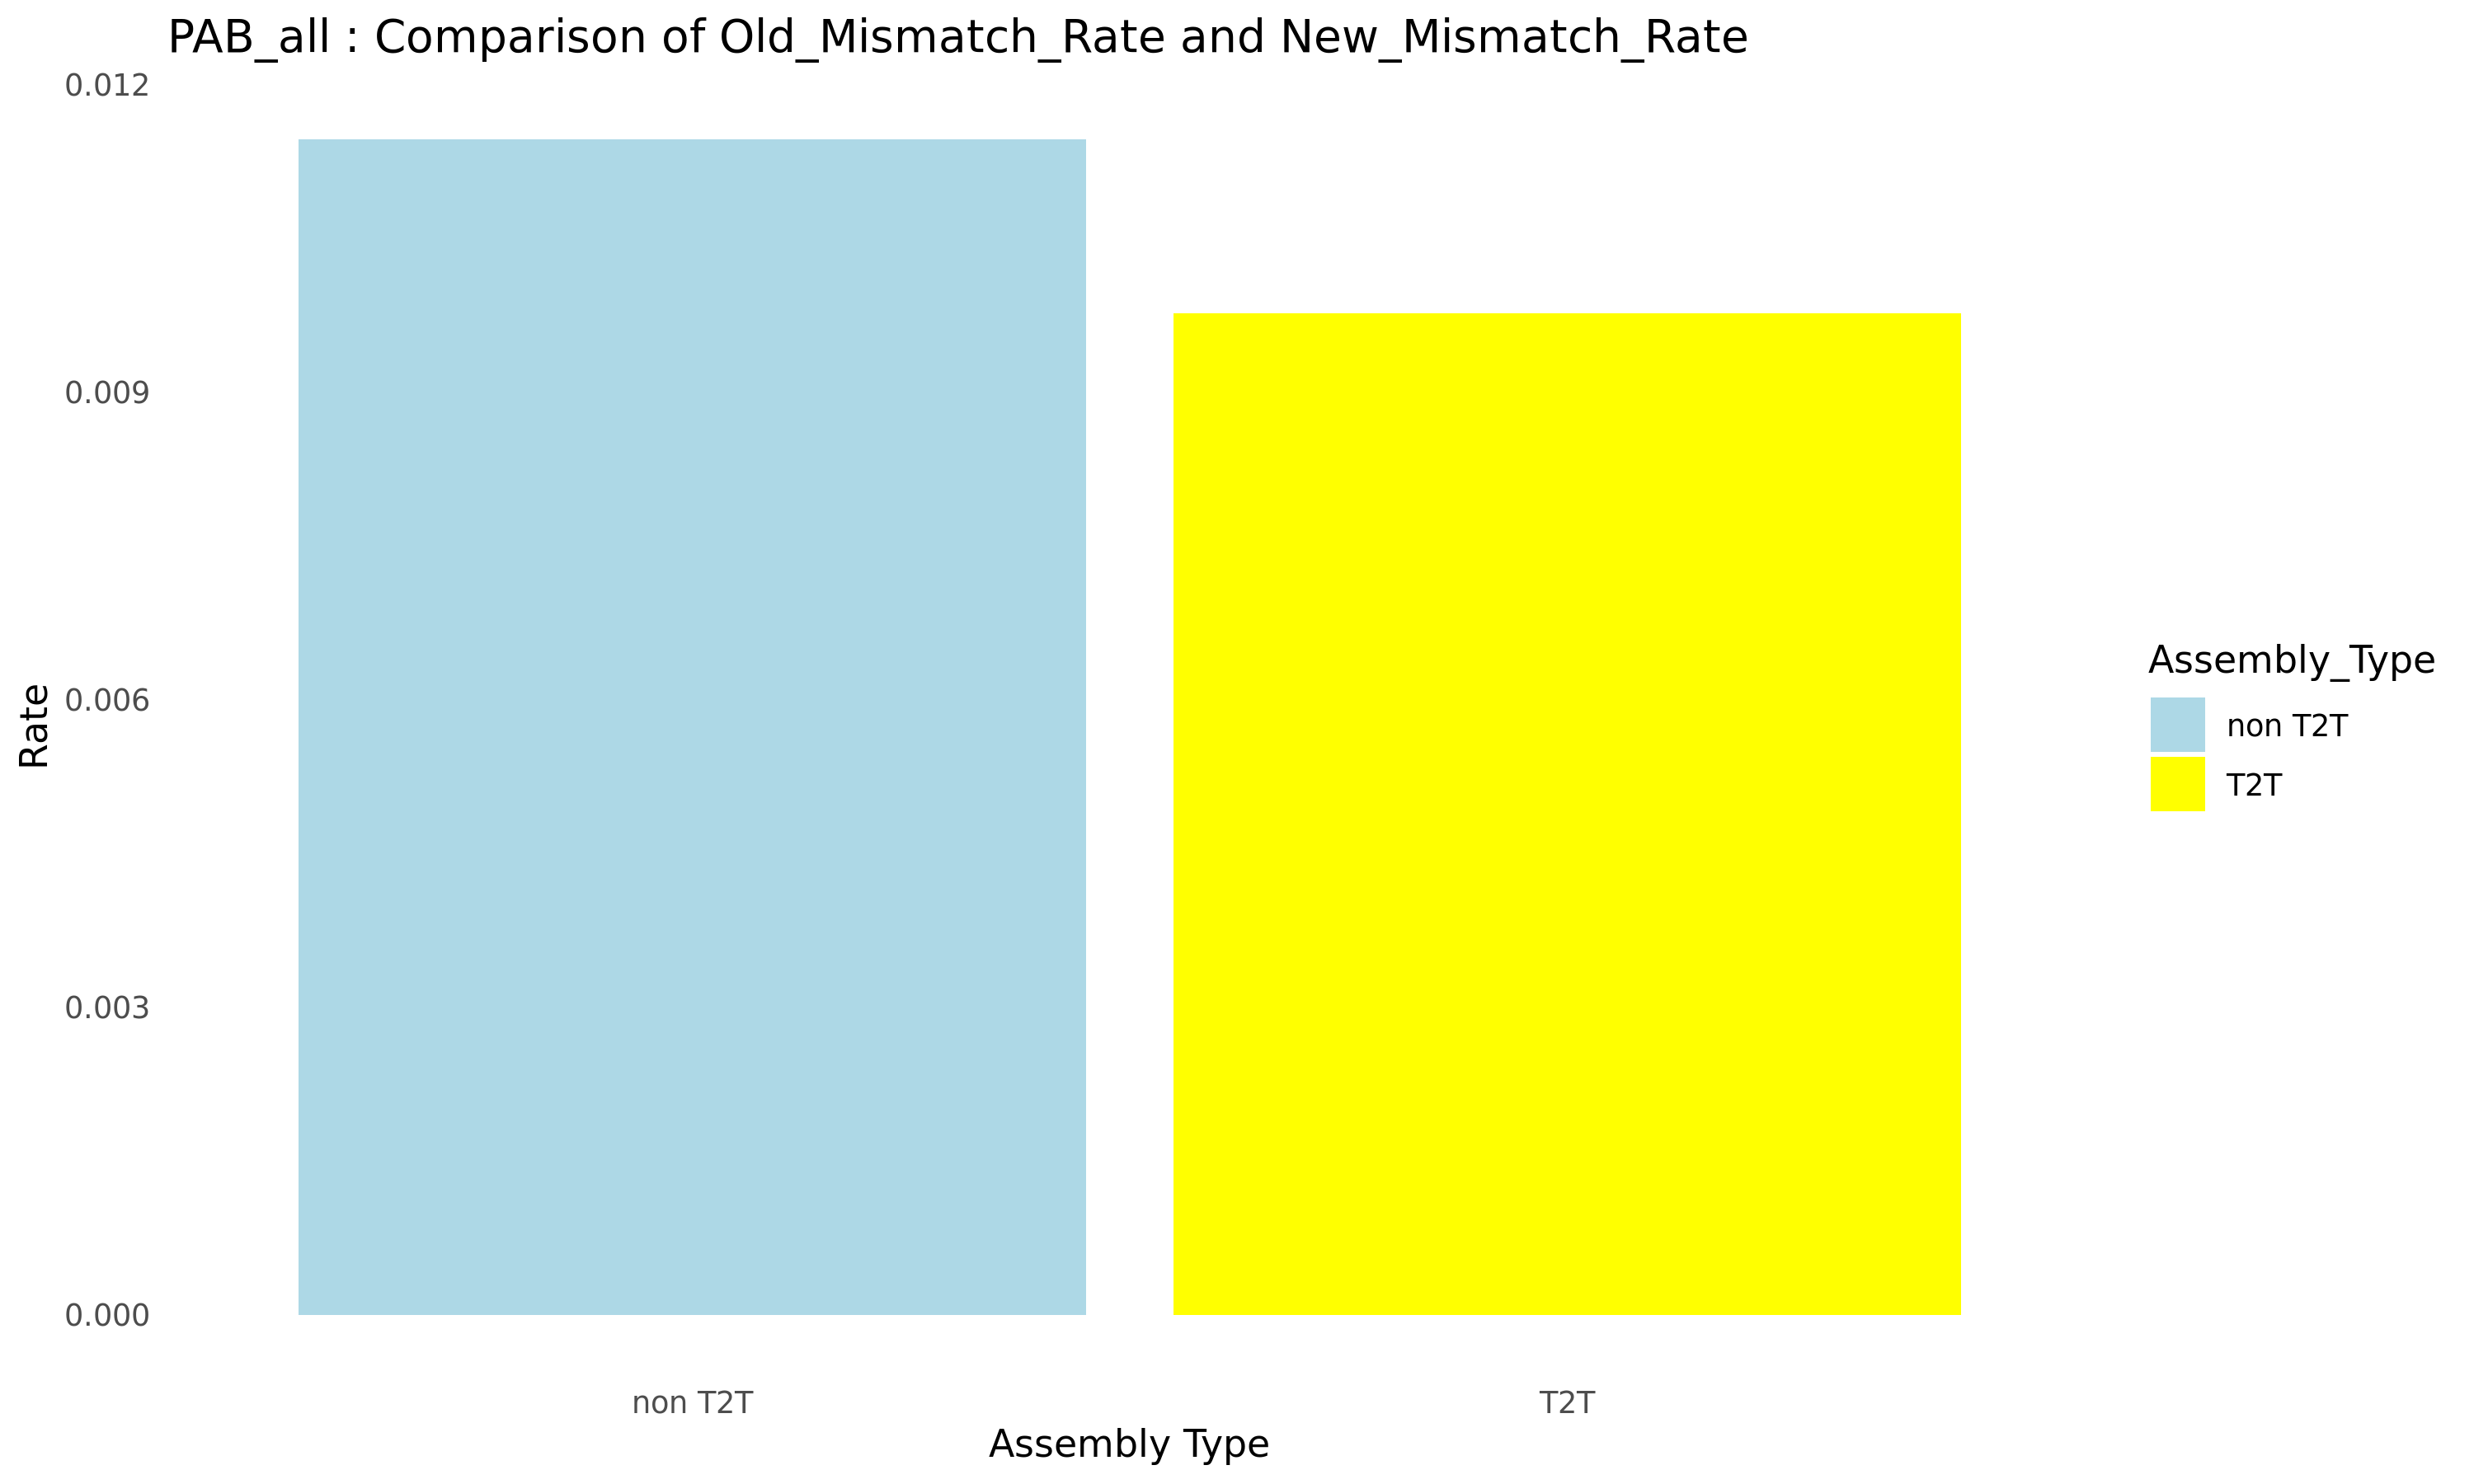 PAB_all : Comparison of Old_Mismatch_Rate and New_Mismatch_Rate
0.012
0.009
0.006
0.003
0.000
Rate
non T2T
T2T
Assembly Type
Assembly_Type
non T2T
T2T